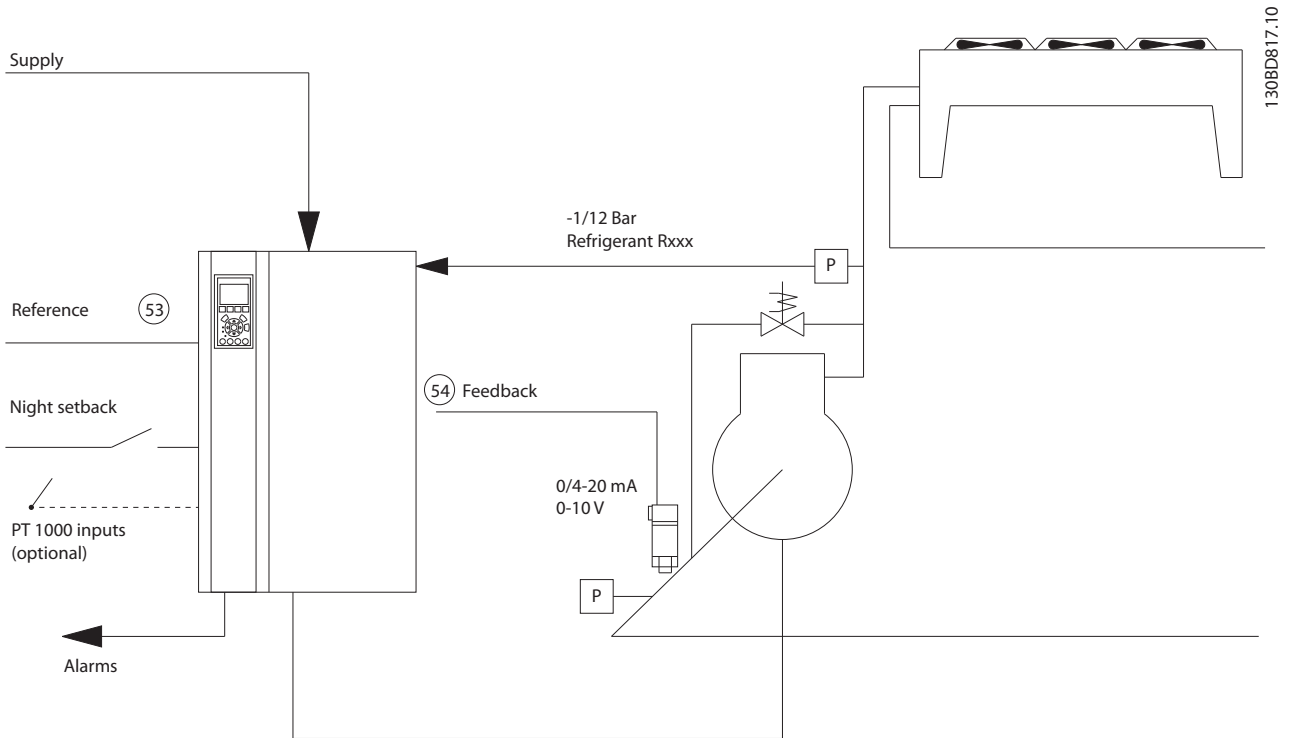 Supply
130BD817.10
-1/12 Bar
Refrigerant Rxxx
P
Reference
53
54
Feedback
Night setback
0/4-20 mA
0-10 V
PT 1000 inputs
(optional)
P
Alarms